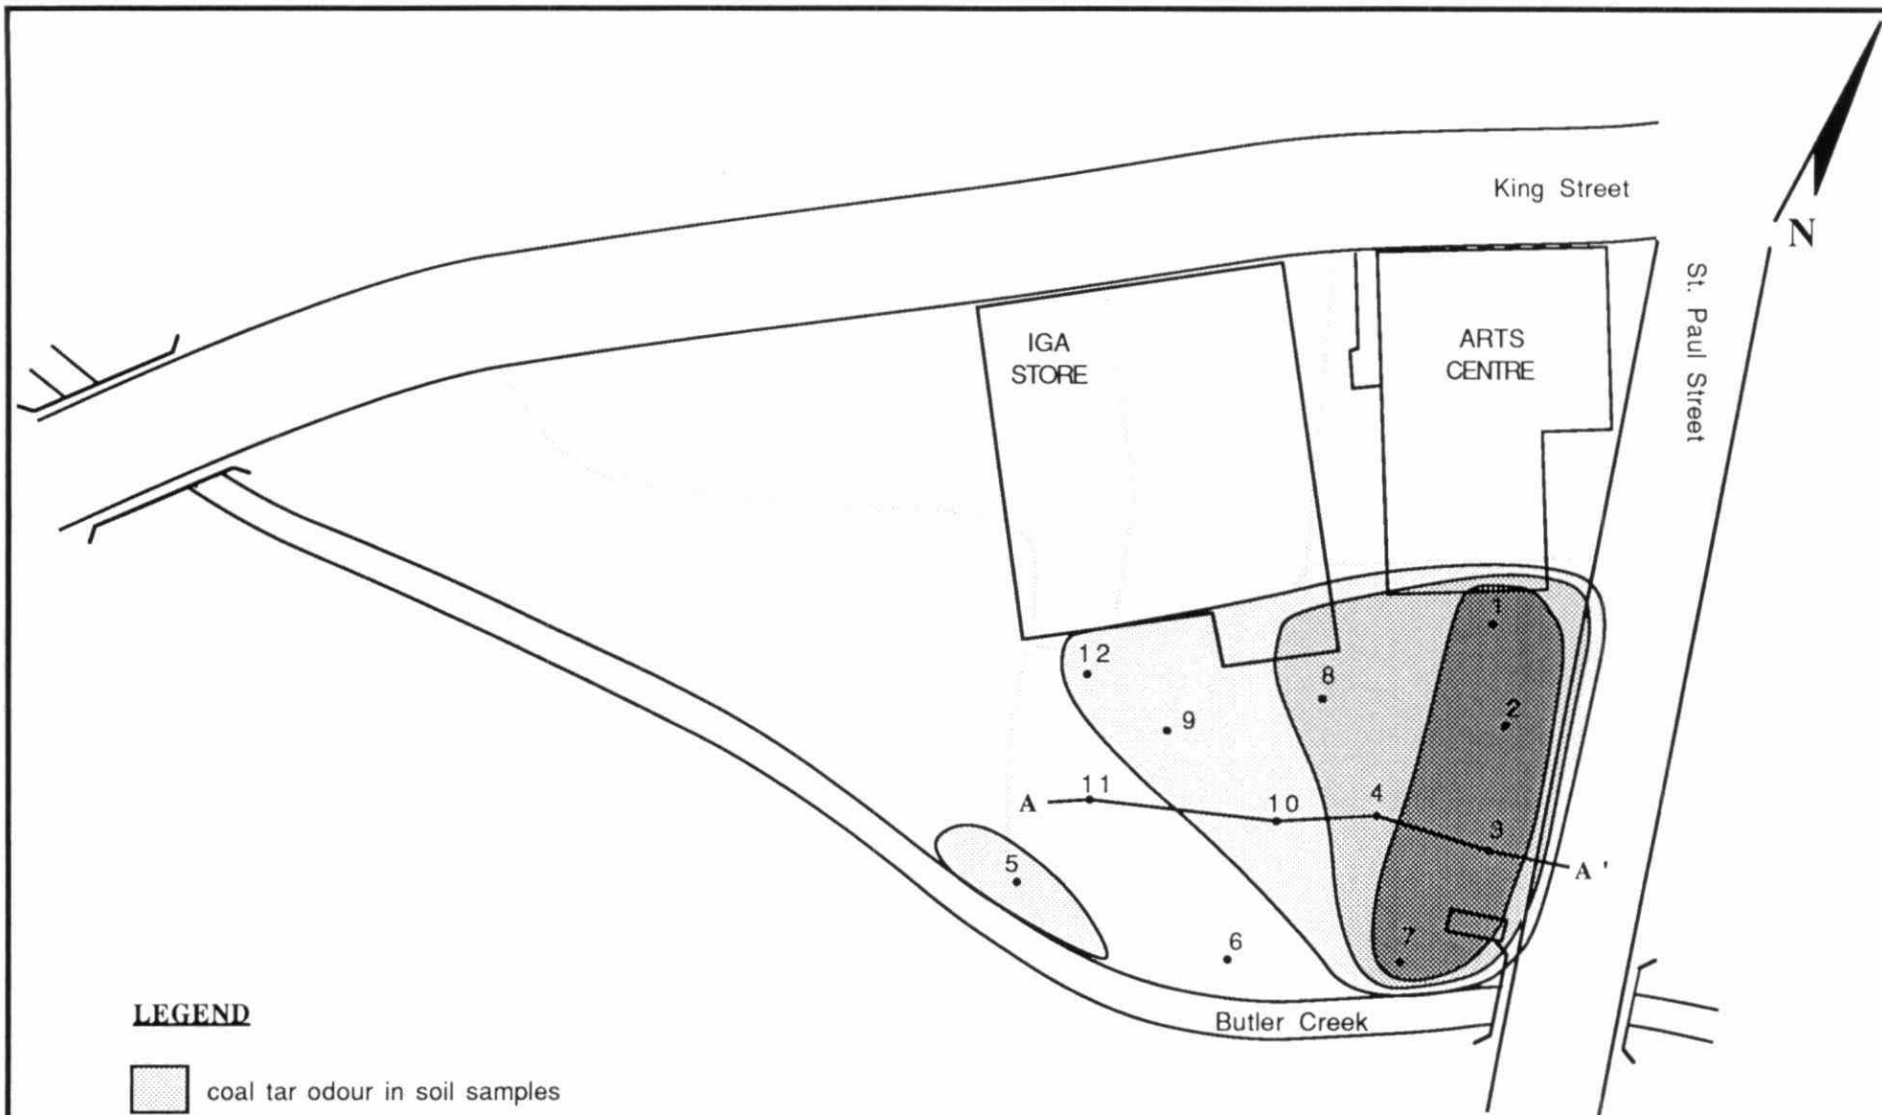 King Street
N
St. Paul Street
IGA
STORE
ARTS
CENTRE
1
12
8
2
9
11
A
10
4
3
A '
5
7
6
LEGEND
Butler Creek
coal tar odour in soil samples